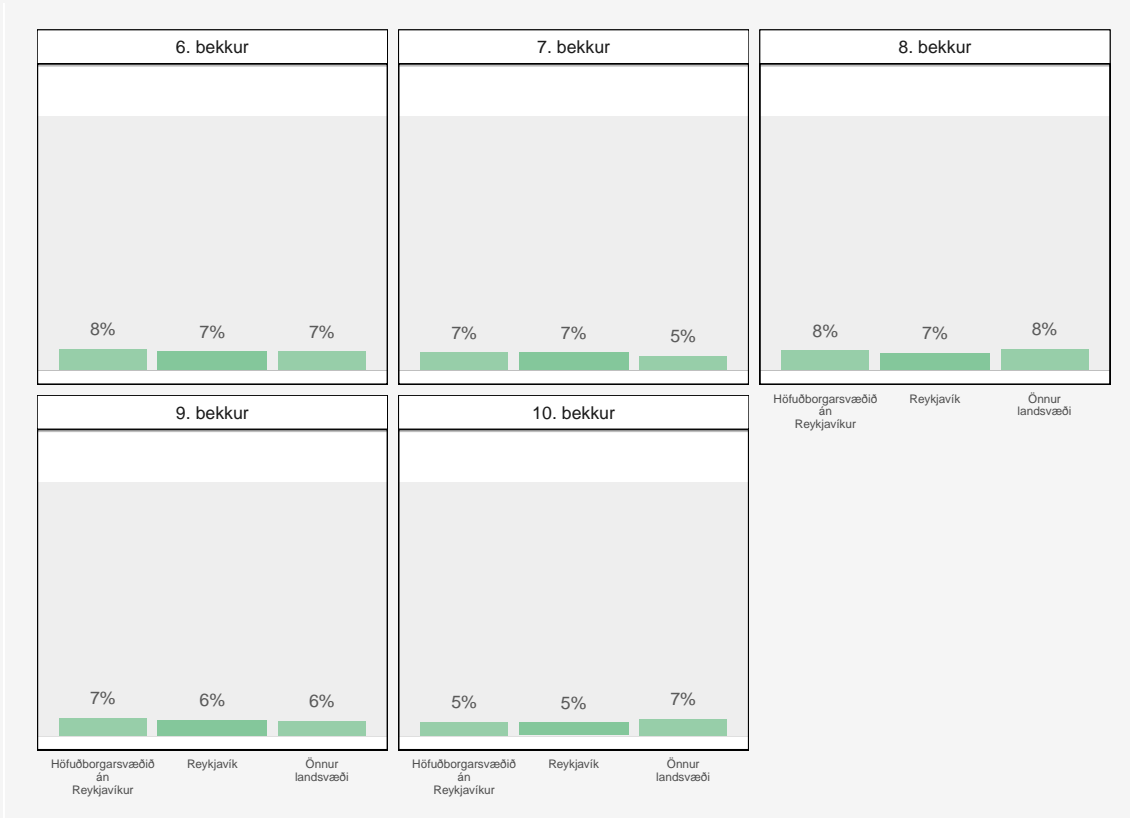 6. bekkur
7. bekkur
8. bekkur
8%
7%
7%
7%
7%
5%
8%
7%
8%
Höfuðborgarsvæðið
án
Reykjavíkur
Reykjavík
Önnur
landsvæði
9. bekkur
10. bekkur
7%
6%
6%
5%
5%
7%
Höfuðborgarsvæðið
án
Reykjavíkur
Reykjavík
Önnur
landsvæði
Höfuðborgarsvæðið
án
Reykjavíkur
Reykjavík
Önnur
landsvæði